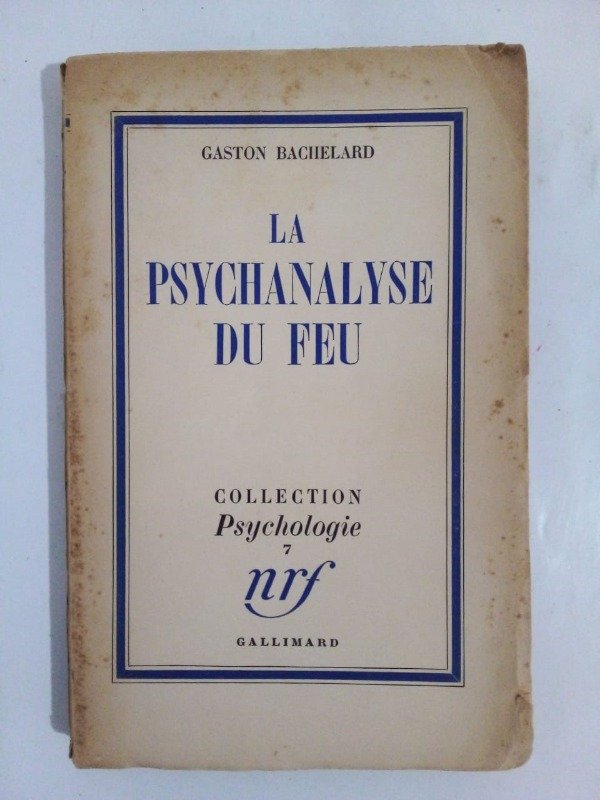 GASTON BACHELARD
LA
PSYCHANALYSE
DU FEU
COLLECTION
Psychologie
7
nrf
GALLIMARD